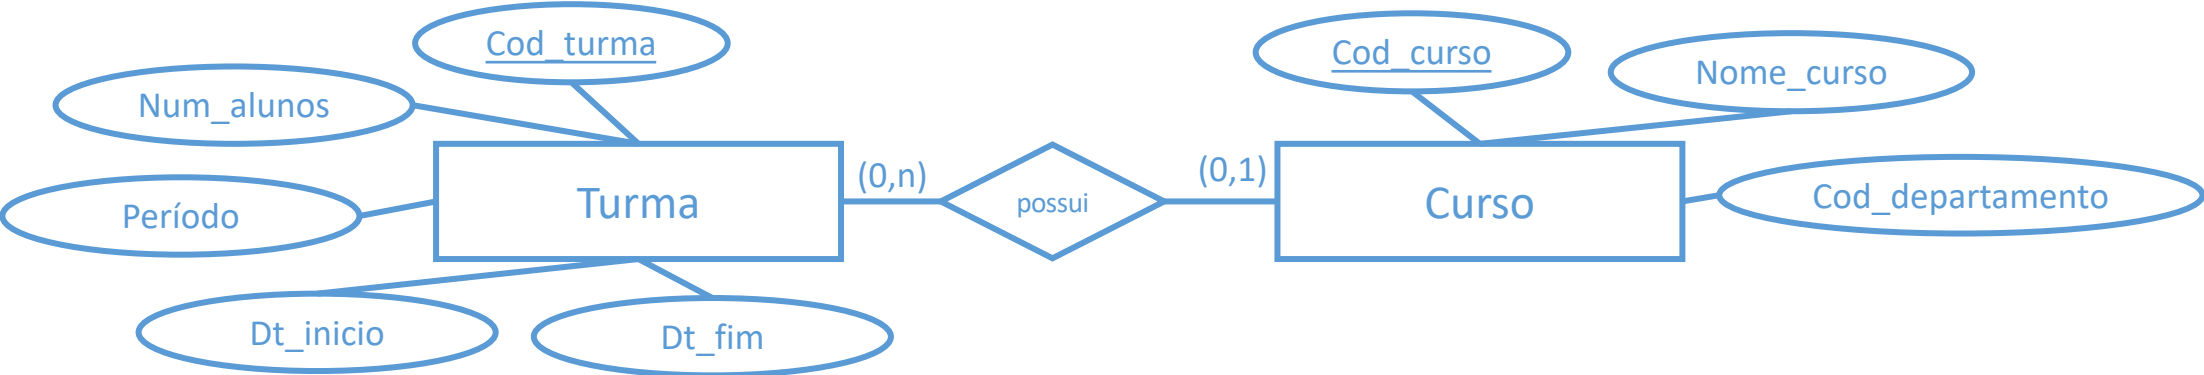 Cod_turma
Cod_curso
Nome_curso
Num_alunos
(0,n)
(0,1)
Turma
possui
Curso
Cod_departamento
Período
Dt_inicio
Dt_fim